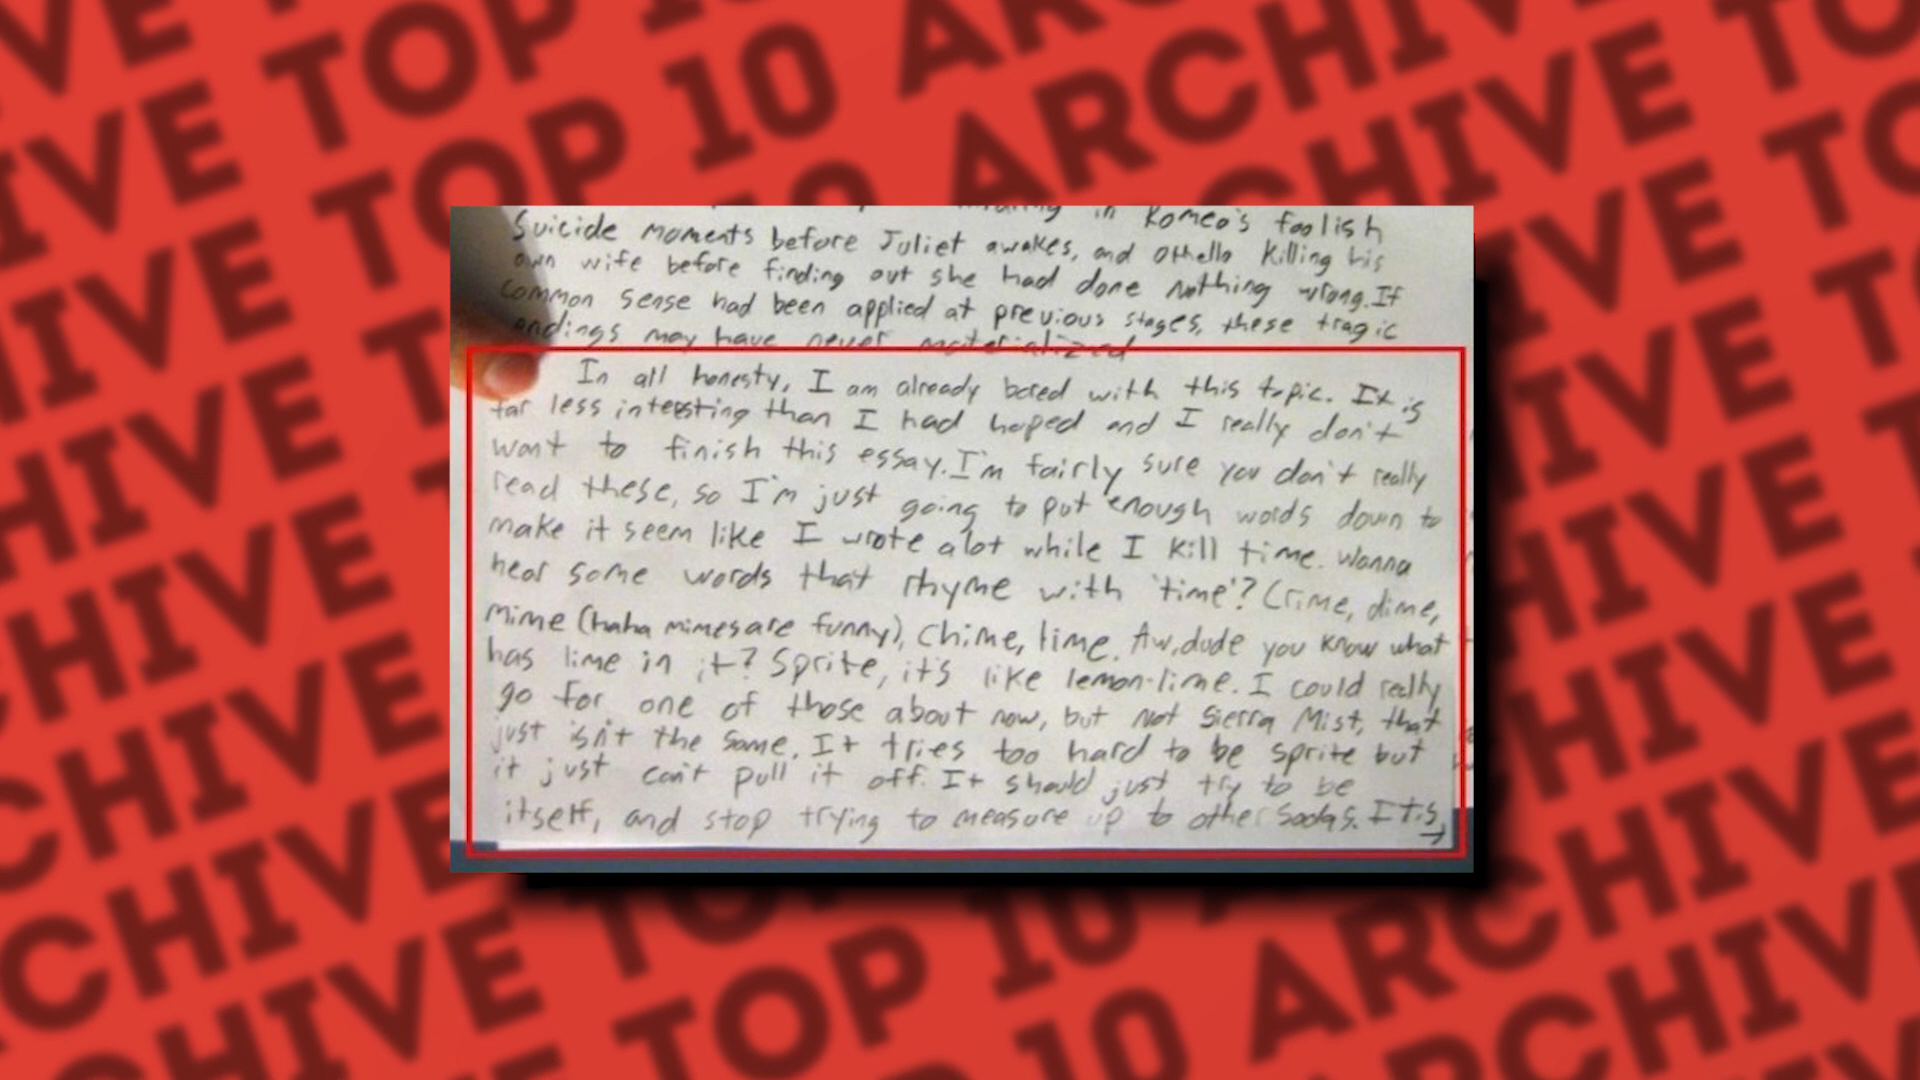 TOP 10 ARCHIVE
in Romeo's foolish
Suicide moments before Juliet awakes, and Othello killing his
own wife before finding out she had done nothing wrong. If
common sense had been applied at previous stages, these tragic
endings may have never materialized
In all honesty, I am already bored with this topic. It is
far less interesting than I had hoped and I really don't
want to finish this essay. I'm fairly sure you don't really
read these, so I'm just going to put enough words down to
make it seem like I wrote alot while I kill time. Wanna
hear some words that rhyme with 'time'? Crime, dime,
mime (haha mimes are funny), Chime, lime. Aw, dude you know what
has lime in it? Sprite, it's like lemon-lime. I could really
go for one of those about now, but not Sierra Mist, that
just isn't the same. It tries too hard to be sprite but
it just can't pull it off. It should just try to be
itself, and stop trying to measure up to other Sodas. It is